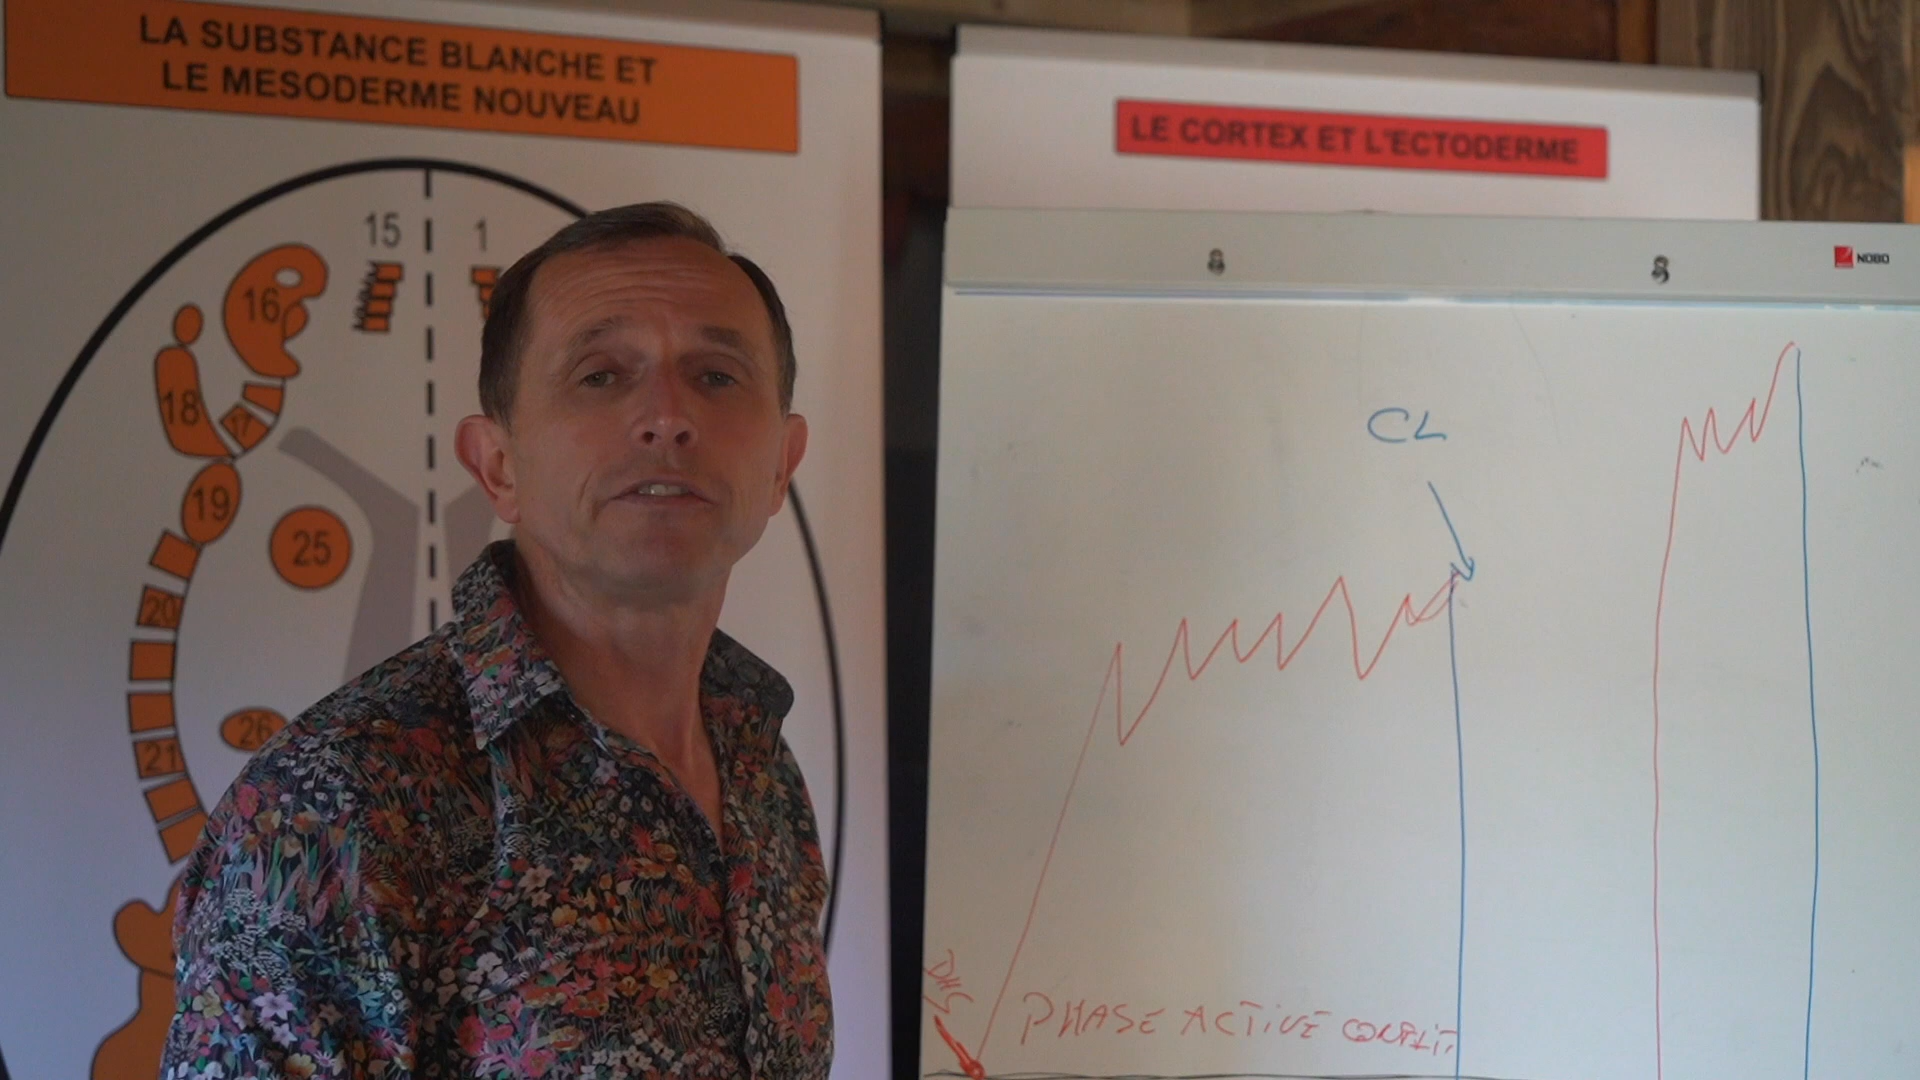 LA SUBSTANCE BLANCHE ET
LE MESODERME NOUVEAU
15
1
16
18
17
19
25
20
26
21
LE CORTEX ET L'ECTODERME
NOBO
CL
DHS
PHASE ACTIVE CONFLIT